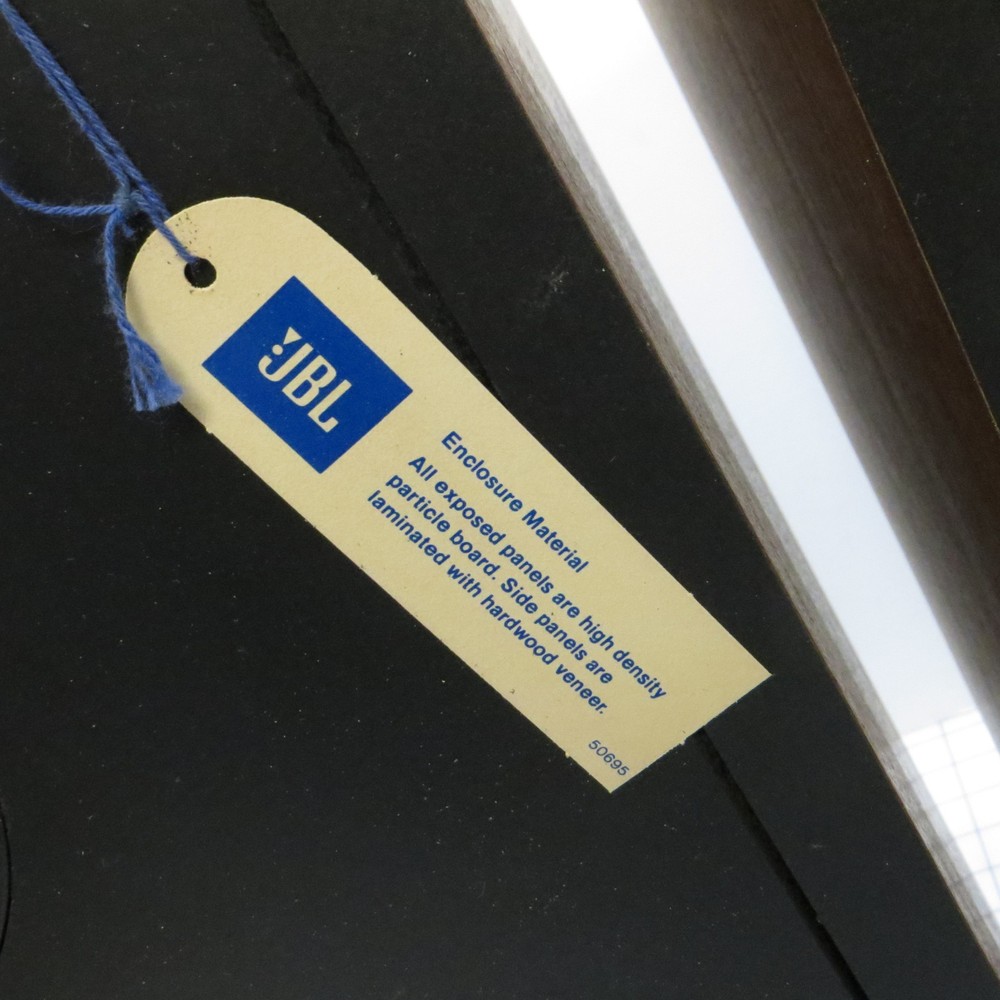 JBL
Enclosure Material
All exposed panels are high density
particle board. Side panels are
laminated with hardwood veneer.
50695